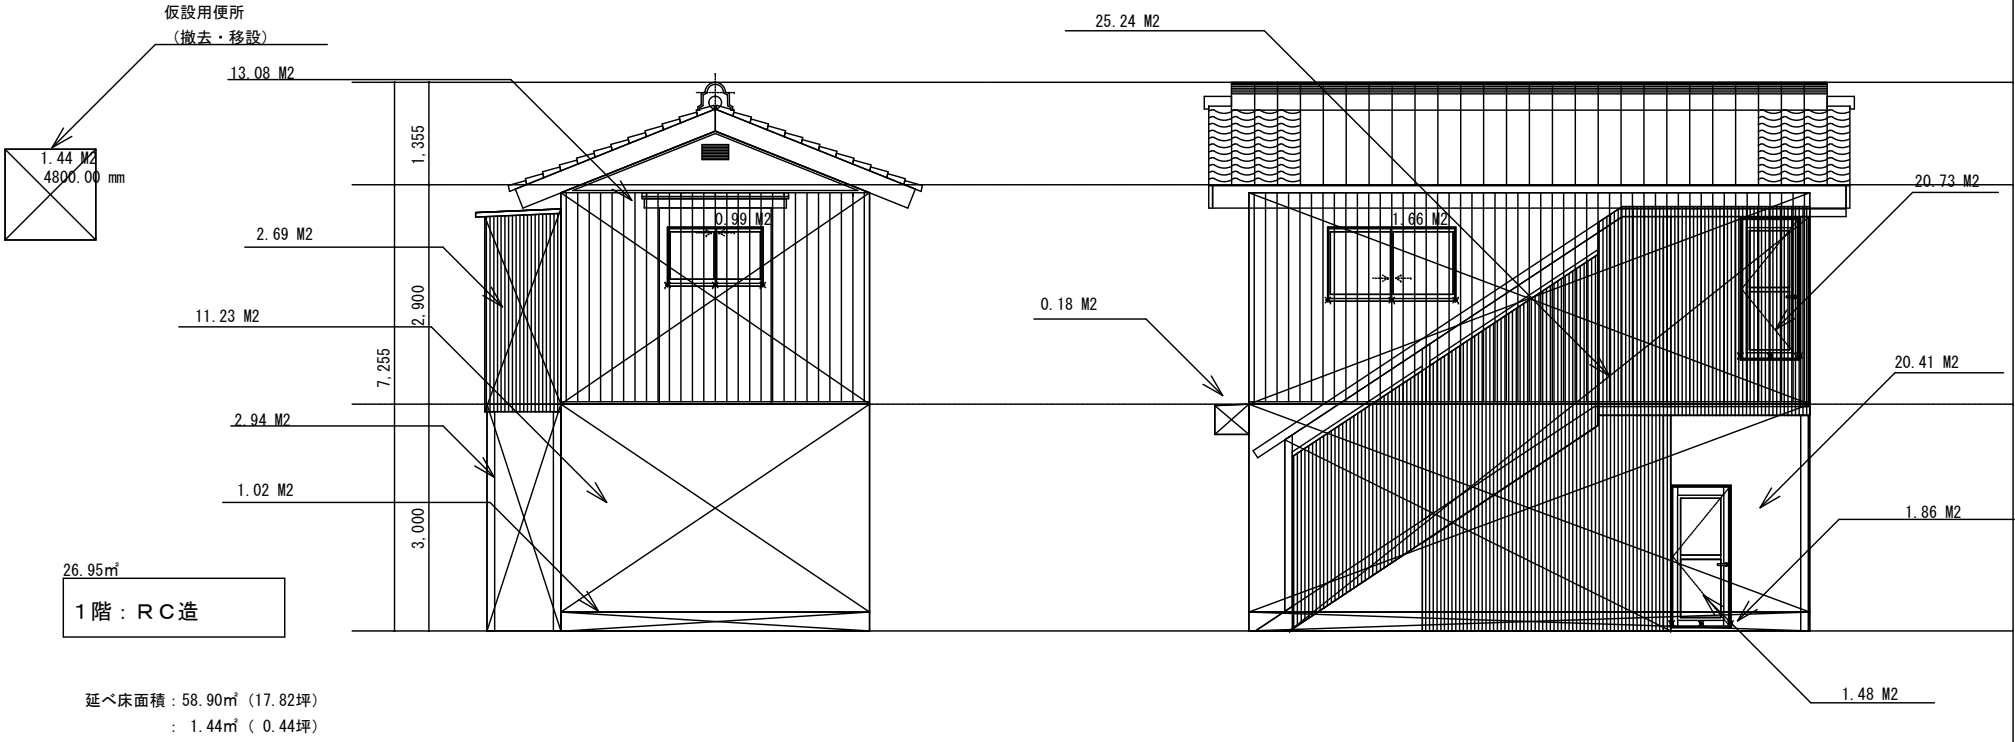 仮設用便所
（撤去・移設）
13.08 M2
1.44 M2
4800.00 mm
2.69 M2
11.23 M2
2.94 M2
1.02 M2
1,355
2,900
7,255
3,000
0.99 M2
25.24 M2
20.73 M2
1.66 M2
0.18 M2
20.41 M2
1.86 M2
1.48 M2
26.95㎡
1階：ＲＣ造
延べ床面積：58.90㎡（17.82坪）
： 1.44㎡（ 0.44坪）